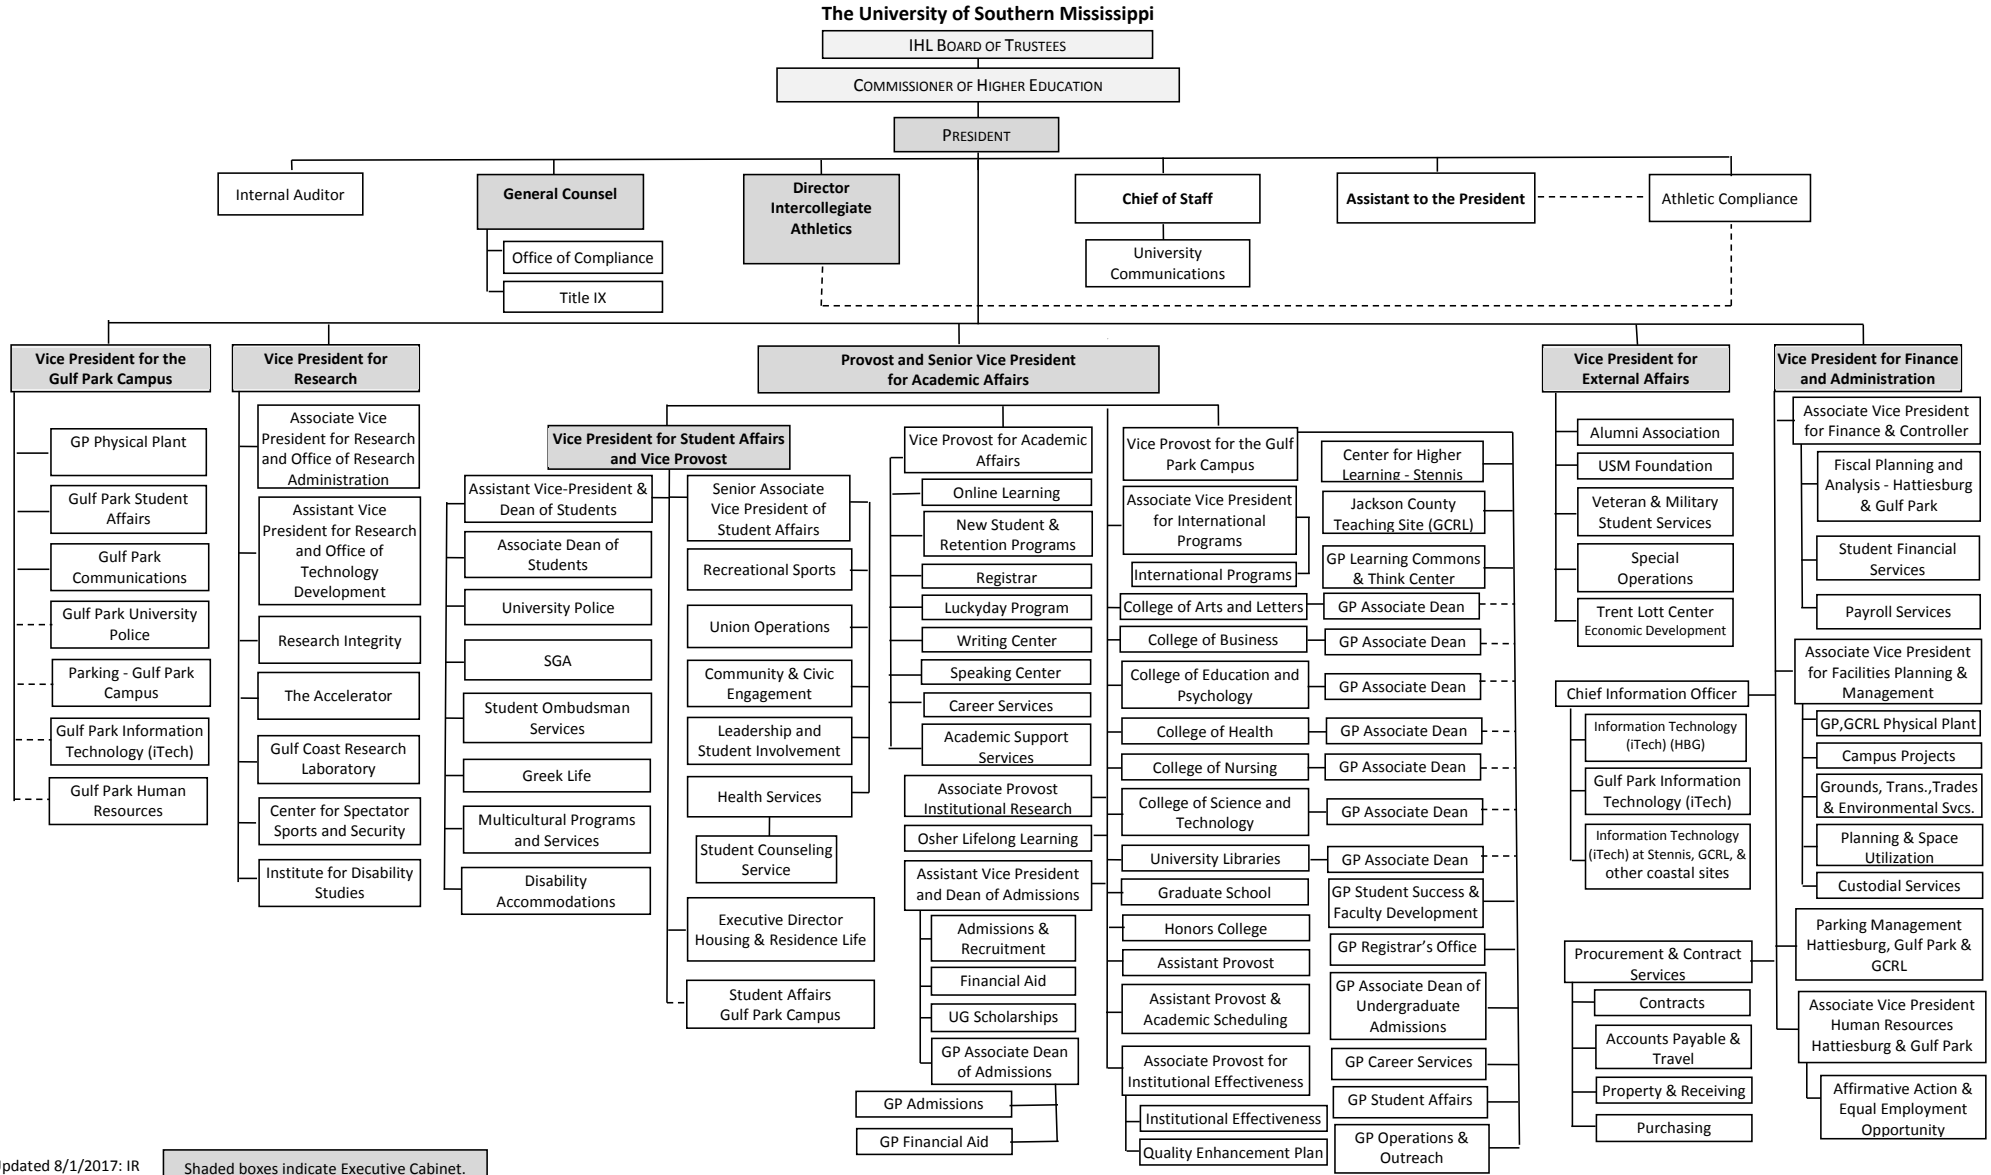 The University of Southern Mississippi
IHL BOARD OF TRUSTEES
COMMISSIONER OF HIGHER EDUCATION
PRESIDENT
Internal Auditor
General Counsel
Office of Compliance
Title IX
Director
Intercollegiate
Athletics
Chief of Staff
University
Communications
Assistant to the President
Athletic Compliance
Vice President for the
Gulf Park Campus
GP Physical Plant
Gulf Park Student
Affairs
Gulf Park
Communications
Gulf Park University
Police
Parking - Gulf Park
Campus
Gulf Park Information
Technology (iTech)
Gulf Park Human
Resources
Vice President for
Research
Associate Vice
President for Research
and Office of Research
Administration
Assistant Vice
President for Research
and Office of
Technology
Development
Research Integrity
The Accelerator
Gulf Coast Research
Laboratory
Center for Spectator
Sports and Security
Institute for Disability
Studies
Provost and Senior Vice President
for Academic Affairs
Vice President for Student Affairs
and Vice Provost
Assistant Vice-President &
Dean of Students
Associate Dean of
Students
University Police
SGA
Student Ombudsman
Services
Greek Life
Multicultural Programs
and Services
Disability
Accommodations
Senior Associate
Vice President of
Student Affairs
Recreational Sports
Union Operations
Community & Civic
Engagement
Leadership and
Student Involvement
Health Services
Student Counseling
Service
Executive Director
Housing & Residence Life
Student Affairs
Gulf Park Campus
Vice Provost for Academic
Affairs
Online Learning
New Student &
Retention Programs
Registrar
Luckyday Program
Writing Center
Speaking Center
Career Services
Academic Support
Services
Associate Provost
Institutional Research
Osher Lifelong Learning
Assistant Vice President
and Dean of Admissions
Admissions &
Recruitment
Financial Aid
UG Scholarships
GP Associate Dean
of Admissions
GP Admissions
GP Financial Aid
Vice Provost for the Gulf
Park Campus
Associate Vice President
for International
Programs
International Programs
College of Arts and Letters
College of Business
College of Education and
Psychology
College of Health
College of Nursing
College of Science and
Technology
University Libraries
Graduate School
Honors College
Assistant Provost
Assistant Provost &
Academic Scheduling
Associate Provost for
Institutional Effectiveness
Institutional Effectiveness
Quality Enhancement Plan
Center for Higher
Learning - Stennis
Jackson County
Teaching Site (GCRL)
GP Learning Commons
& Think Center
GP Associate Dean
GP Associate Dean
GP Associate Dean
GP Associate Dean
GP Associate Dean
GP Associate Dean
GP Associate Dean
GP Student Success &
Faculty Development
GP Registrar's Office
GP Associate Dean of
Undergraduate
Admissions
GP Career Services
GP Student Affairs
GP Operations &
Outreach
Vice President for
External Affairs
Alumni Association
USM Foundation
Veteran & Military
Student Services
Special
Operations
Trent Lott Center
Economic Development
Chief Information Officer
Information Technology
(iTech) (HBG)
Gulf Park Information
Technology (iTech)
Information Technology
(iTech) at Stennis, GCRL, &
other coastal sites
Procurement & Contract
Services
Contracts
Accounts Payable &
Travel
Property & Receiving
Purchasing
Vice President for Finance
and Administration
Associate Vice President
for Finance & Controller
Fiscal Planning and
Analysis - Hattiesburg
& Gulf Park
Student Financial
Services
Payroll Services
Associate Vice President
for Facilities Planning &
Management
GP,GCRL Physical Plant
Campus Projects
Grounds, Trans.,Trades
& Environmental Svcs.
Planning & Space
Utilization
Custodial Services
Parking Management
Hattiesburg, Gulf Park &
GCRL
Associate Vice President
Human Resources
Hattiesburg & Gulf Park
Affirmative Action &
Equal Employment
Opportunity
pdated 8/1/2017: IR
Shaded boxes indicate Executive Cabinet.